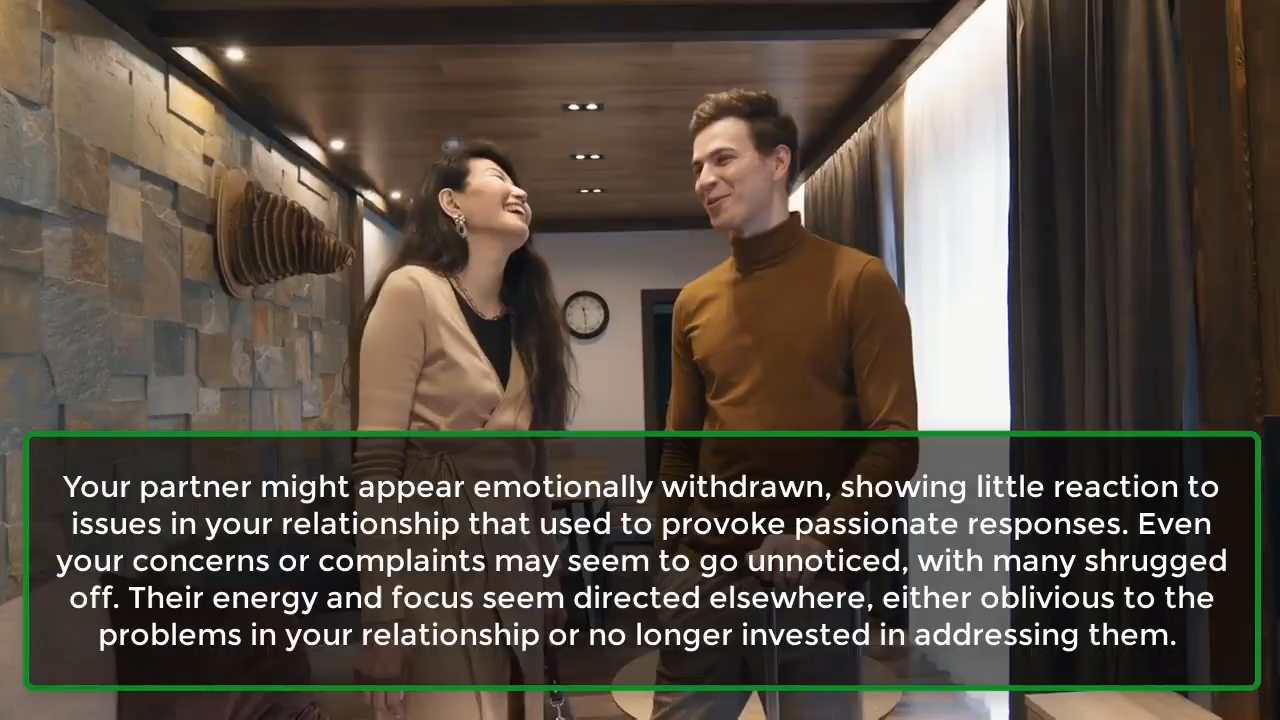 Your partner might appear emotionally withdrawn, showing little reaction to
issues in your relationship that used to provoke passionate responses. Even
your concerns or complaints may seem to go unnoticed, with many shrugged
off. Their energy and focus seem directed elsewhere, either oblivious to the
problems in your relationship or no longer invested in addressing them.